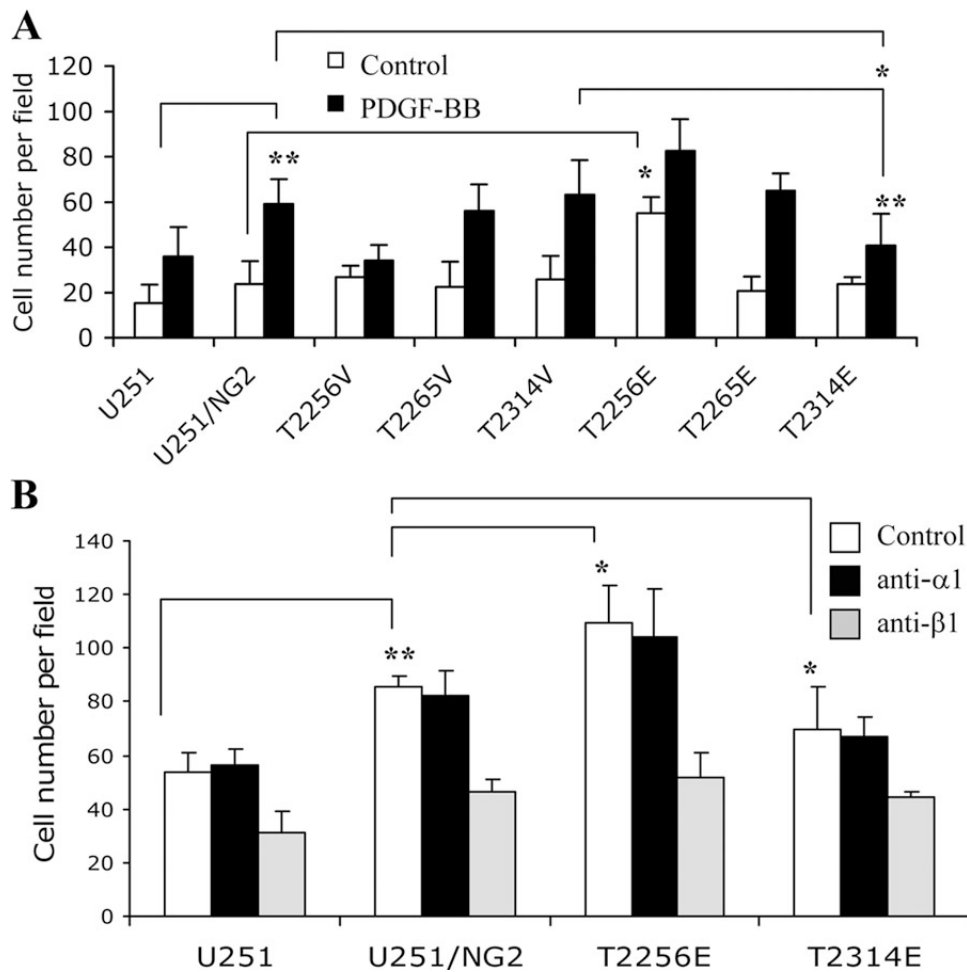 A
Control
PDGF-BB
Cell number per field
120
100
80
60
40
20
0
*
**
*
**
U251
U251/NG2
T2256V
T2265V
T2314V
T2256E
T2265E
T2314E
B
Control
anti-α1
anti-β1
Cell number per field
140
120
100
80
60
40
20
0
**
*
*
U251
U251/NG2
T2256E
T2314E